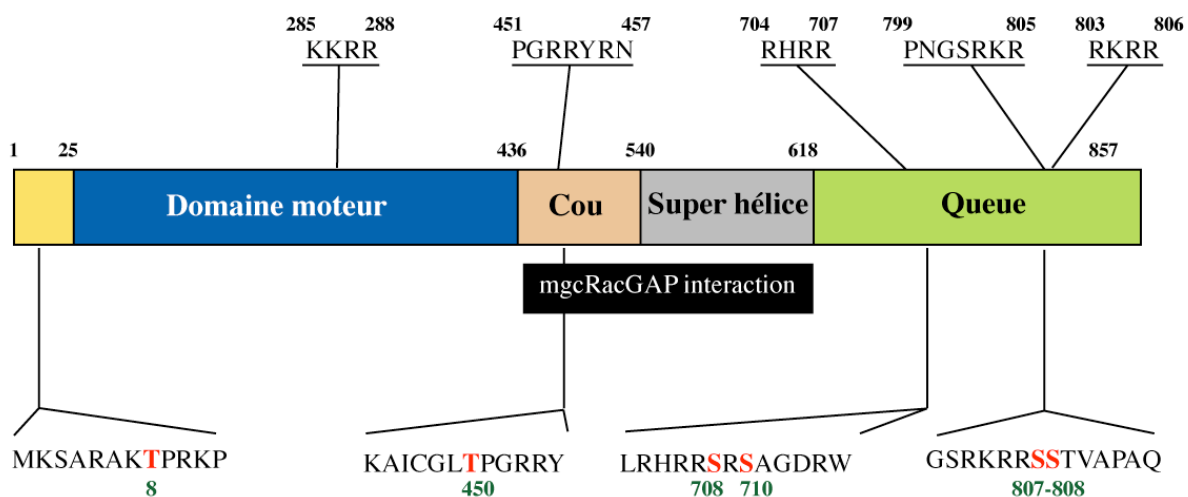 285 288 451 457 704 707 799 805 803 806
KKRR PGRRYRN RHRR PNGSRKR RKRR
1 25 436 540 618 857
Domaine moteur Cou Super hélice Queue
mgcRacGAP interaction
MKSARAKTPRKP KAICGLTPGRRY LRHRRSRSAGDRW GSRKRRSSTVAPAQ
8 450 708 710 807-808